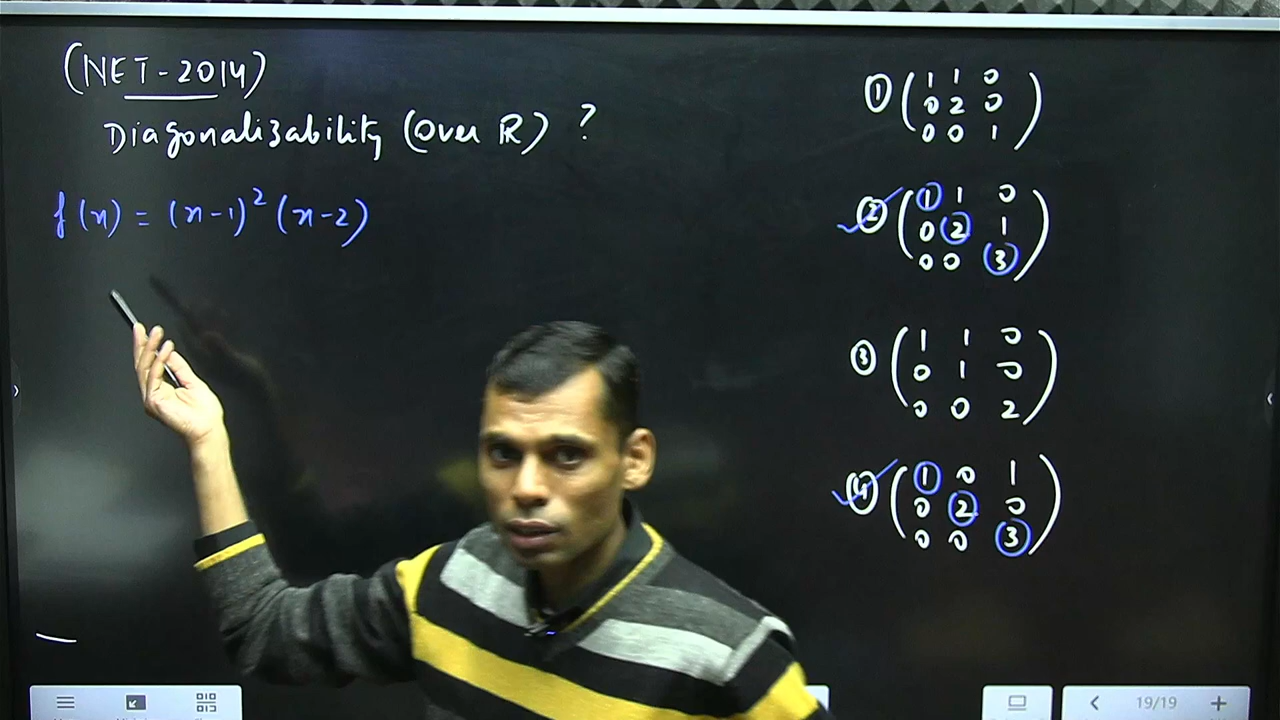 (NET-2014)
Diagonalizability (over ℝ) ?
f(x) = (x-1)² (x-2)
① ( 1 1 0
0 2 0
0 0 1 )
② ( 1 1 0
0 2 1
0 0 3 )
③ ( 1 1 0
0 1 0
0 0 2 )
④ ( 1 0 1
0 2 0
0 0 3 )
19/19